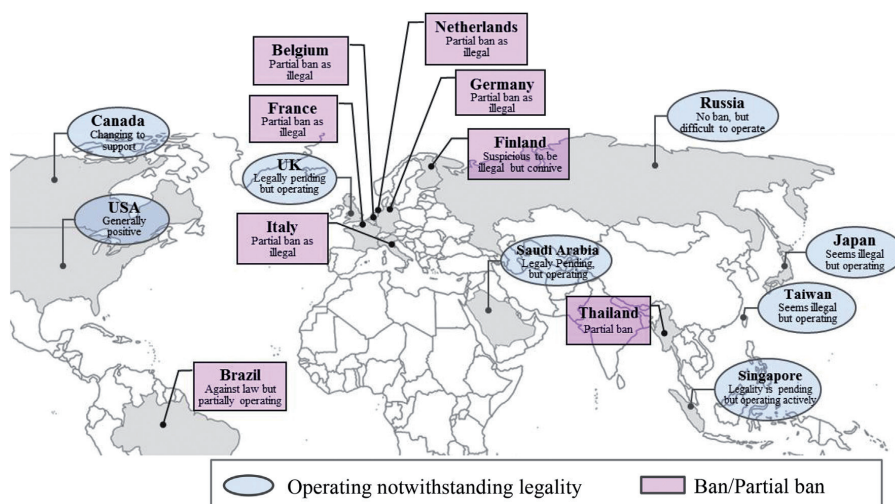 Netherlands
Partial ban as
illegal
Belgium
Partial ban as
illegal
Germany
Partial ban as
illegal
France
Partial ban as
illegal
Canada
Changing to
support
Russia
No ban, but
difficult to operate
Finland
Suspicious to be
illegal but connive
UK
Legally pending
but operating
USA
Generally
positive
Italy
Partial ban as
illegal
Saudi Arabia
Legaly Pending,
but operating
Japan
Seems illegal
but operating
Taiwan
Seems illegal
but operating
Thailand
Partial ban
Brazil
Against law but
partially operating
Singapore
Legality is pending
but operating actively
Operating notwithstanding legality
Ban/Partial ban